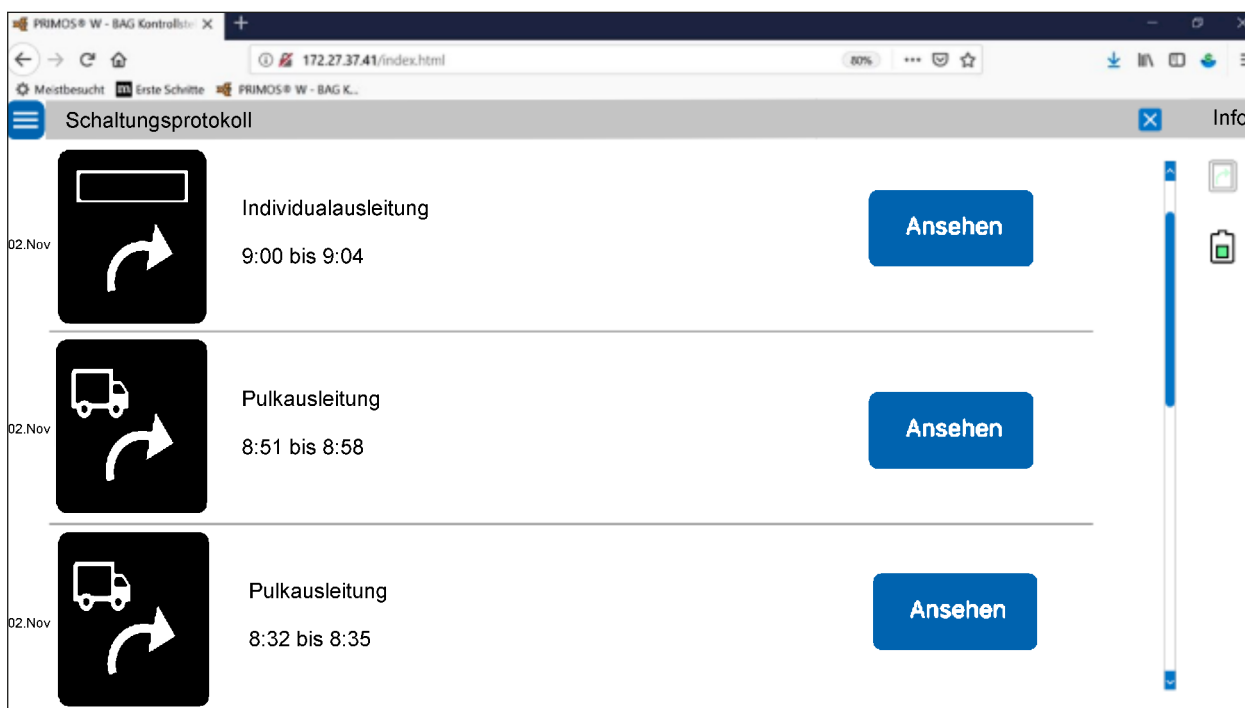 PRIMOS® W - BAG Kontrollste
172.27.37.41/index.html
80%
Meistbesucht
m Erste Schritte
PRIMOS® W - BAG K...
Schaltungsprotokoll
Info
02.Nov
Individualausleitung
9:00 bis 9:04
Ansehen
02.Nov
Pulkausleitung
8:51 bis 8:58
Ansehen
02.Nov
Pulkausleitung
8:32 bis 8:35
Ansehen